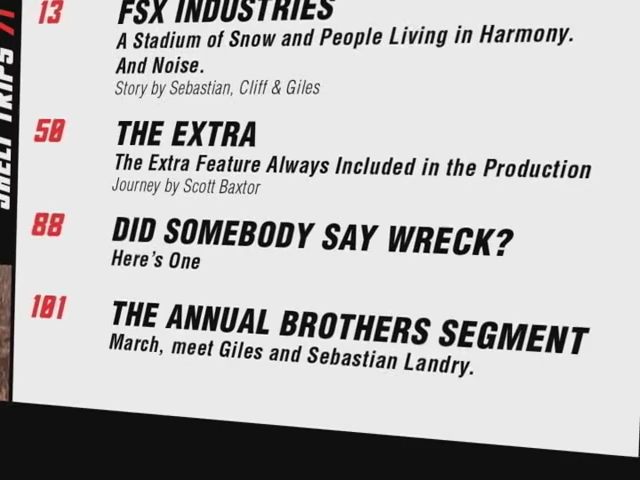 13
FSX INDUSTRIES
A Stadium of Snow and People Living in Harmony.
And Noise.
Story by Sebastian, Cliff & Giles
50
THE EXTRA
The Extra Feature Always Included in the Production
Journey by Scott Baxtor
88
DID SOMEBODY SAY WRECK?
Here's One
101
THE ANNUAL BROTHERS SEGMENT
March, meet Giles and Sebastian Landry.
TRIPS